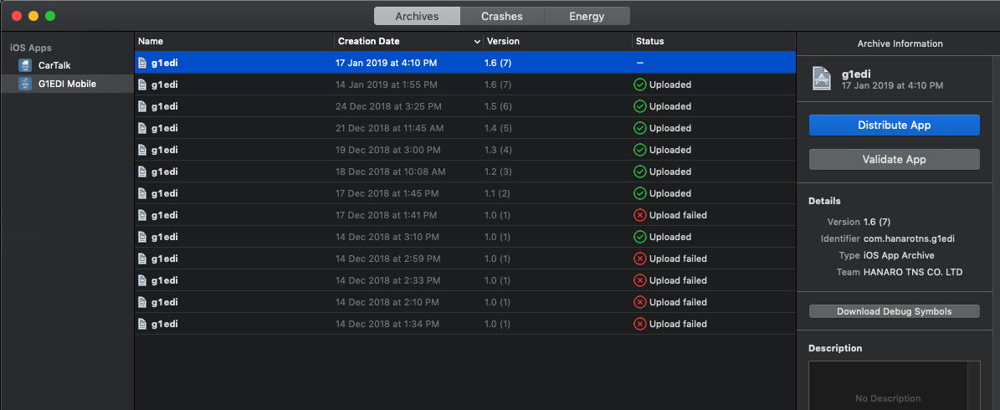 Archives Crashes Energy
iOS Apps
CarTalk
G1EDI Mobile
Name Creation Date Version Status
g1edi 17 Jan 2019 at 4:10 PM 1.6 (7) –
g1edi 14 Jan 2019 at 1:55 PM 1.6 (7) Uploaded
g1edi 24 Dec 2018 at 3:25 PM 1.5 (6) Uploaded
g1edi 21 Dec 2018 at 11:45 AM 1.4 (5) Uploaded
g1edi 19 Dec 2018 at 3:00 PM 1.3 (4) Uploaded
g1edi 18 Dec 2018 at 10:08 AM 1.2 (3) Uploaded
g1edi 17 Dec 2018 at 1:45 PM 1.1 (2) Uploaded
g1edi 17 Dec 2018 at 1:41 PM 1.0 (1) Upload failed
g1edi 14 Dec 2018 at 3:10 PM 1.0 (1) Uploaded
g1edi 14 Dec 2018 at 2:59 PM 1.0 (1) Upload failed
g1edi 14 Dec 2018 at 2:33 PM 1.0 (1) Upload failed
g1edi 14 Dec 2018 at 2:10 PM 1.0 (1) Upload failed
g1edi 14 Dec 2018 at 1:34 PM 1.0 (1) Upload failed
Archive Information
g1edi
17 Jan 2019 at 4:10 PM
Distribute App
Validate App
Details
Version 1.6 (7)
Identifier com.hanarotns.g1edi
Type iOS App Archive
Team HANARO TNS CO. LTD
Download Debug Symbols
Description
No Description